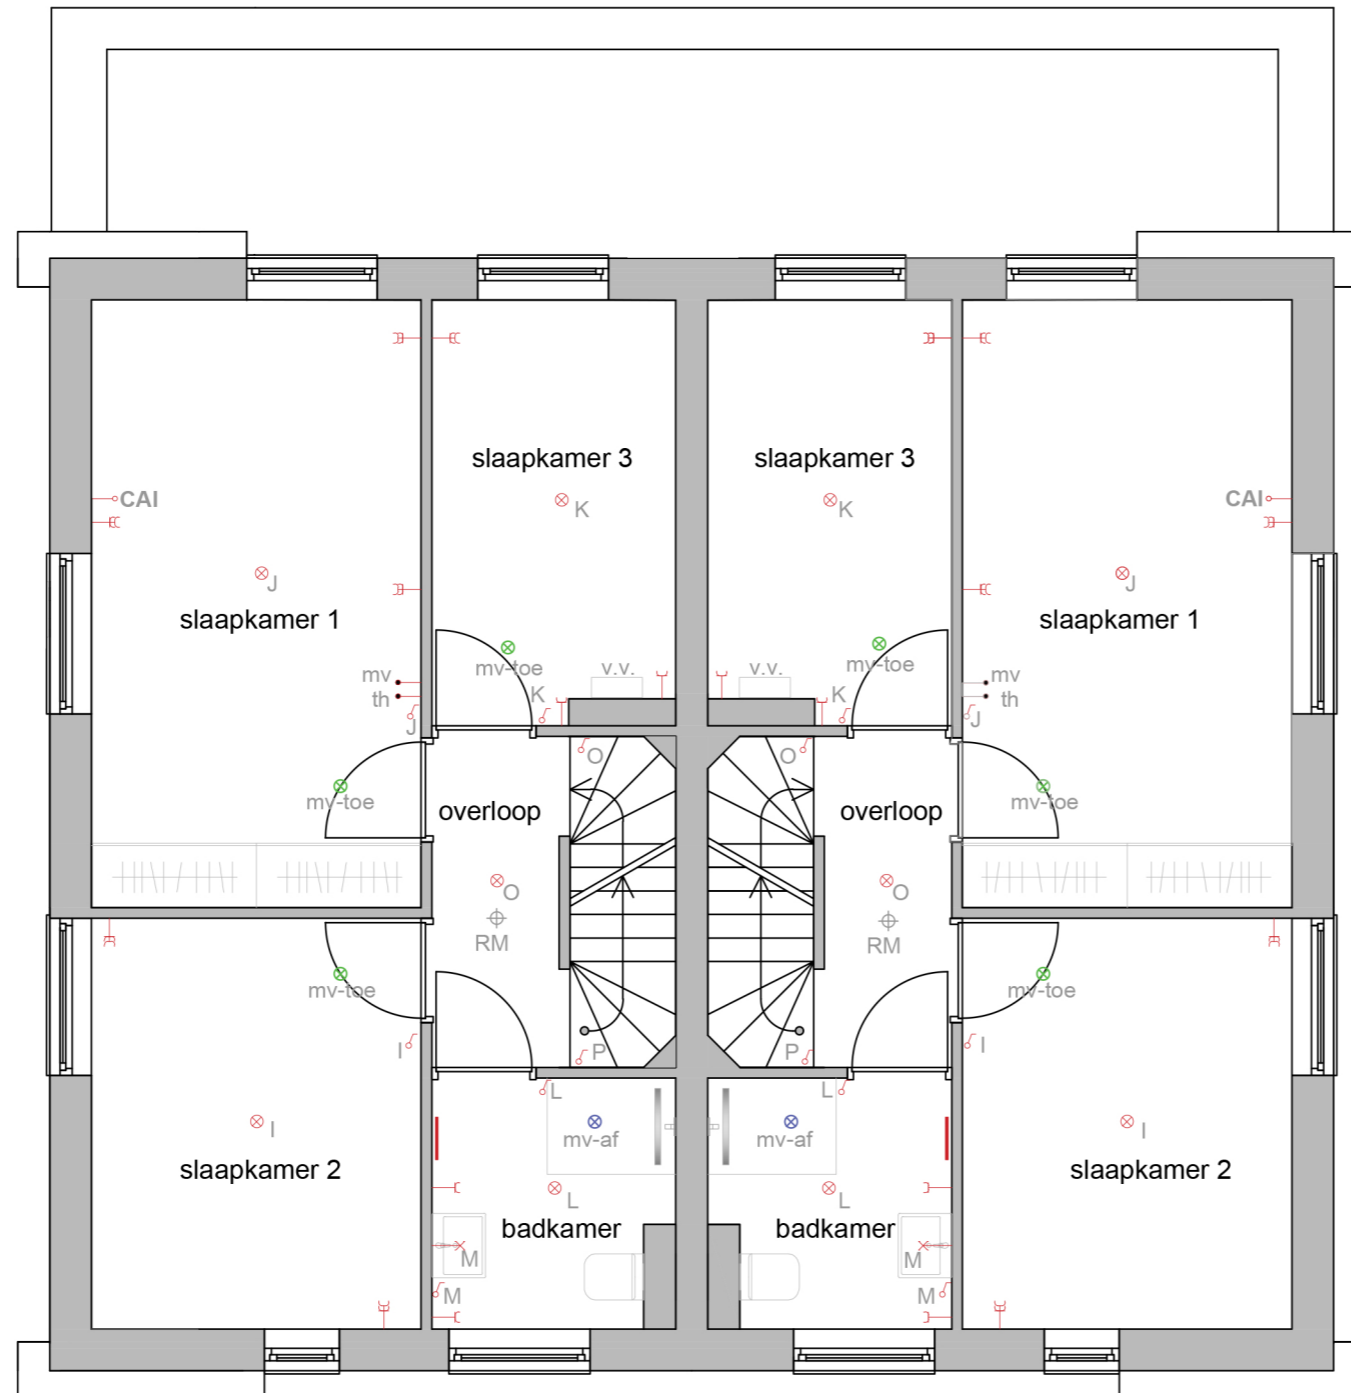 slaapkamer 3 slaapkamer 3
K K
CAI CAI
J J
slaapkamer 1 slaapkamer 1
mv-toe mv-toe
v.v. v.v.
mv mv
th th
K K
J J
O O
mv-toe mv-toe
overloop overloop
O O
RM RM
mv-toe mv-toe
I P P I
L L
I mv-af mv-af I
slaapkamer 2 slaapkamer 2
L L
badkamer badkamer
M M
M M